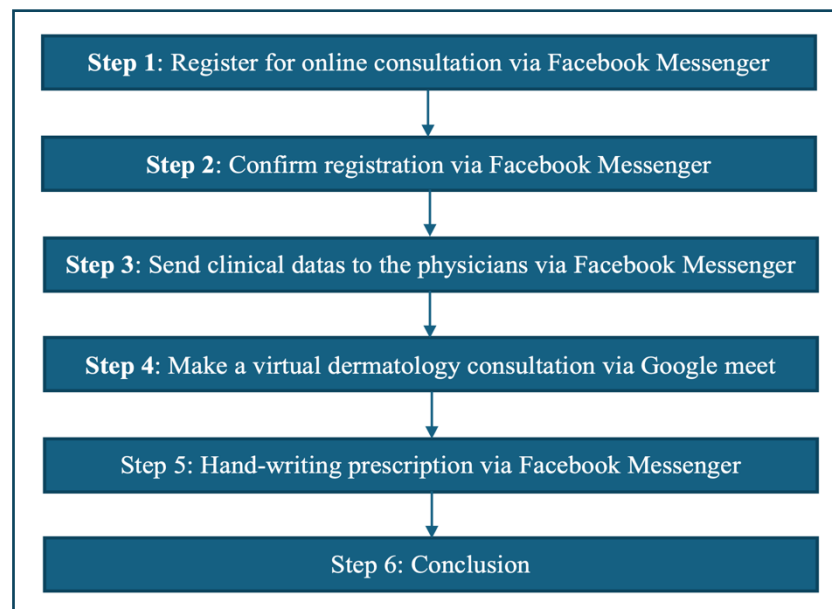 Step 1: Register for online consultation via Facebook Messenger
Step 2: Confirm registration via Facebook Messenger
Step 3: Send clinical datas to the physicians via Facebook Messenger
Step 4: Make a virtual dermatology consultation via Google meet
Step 5: Hand-writing prescription via Facebook Messenger
Step 6: Conclusion